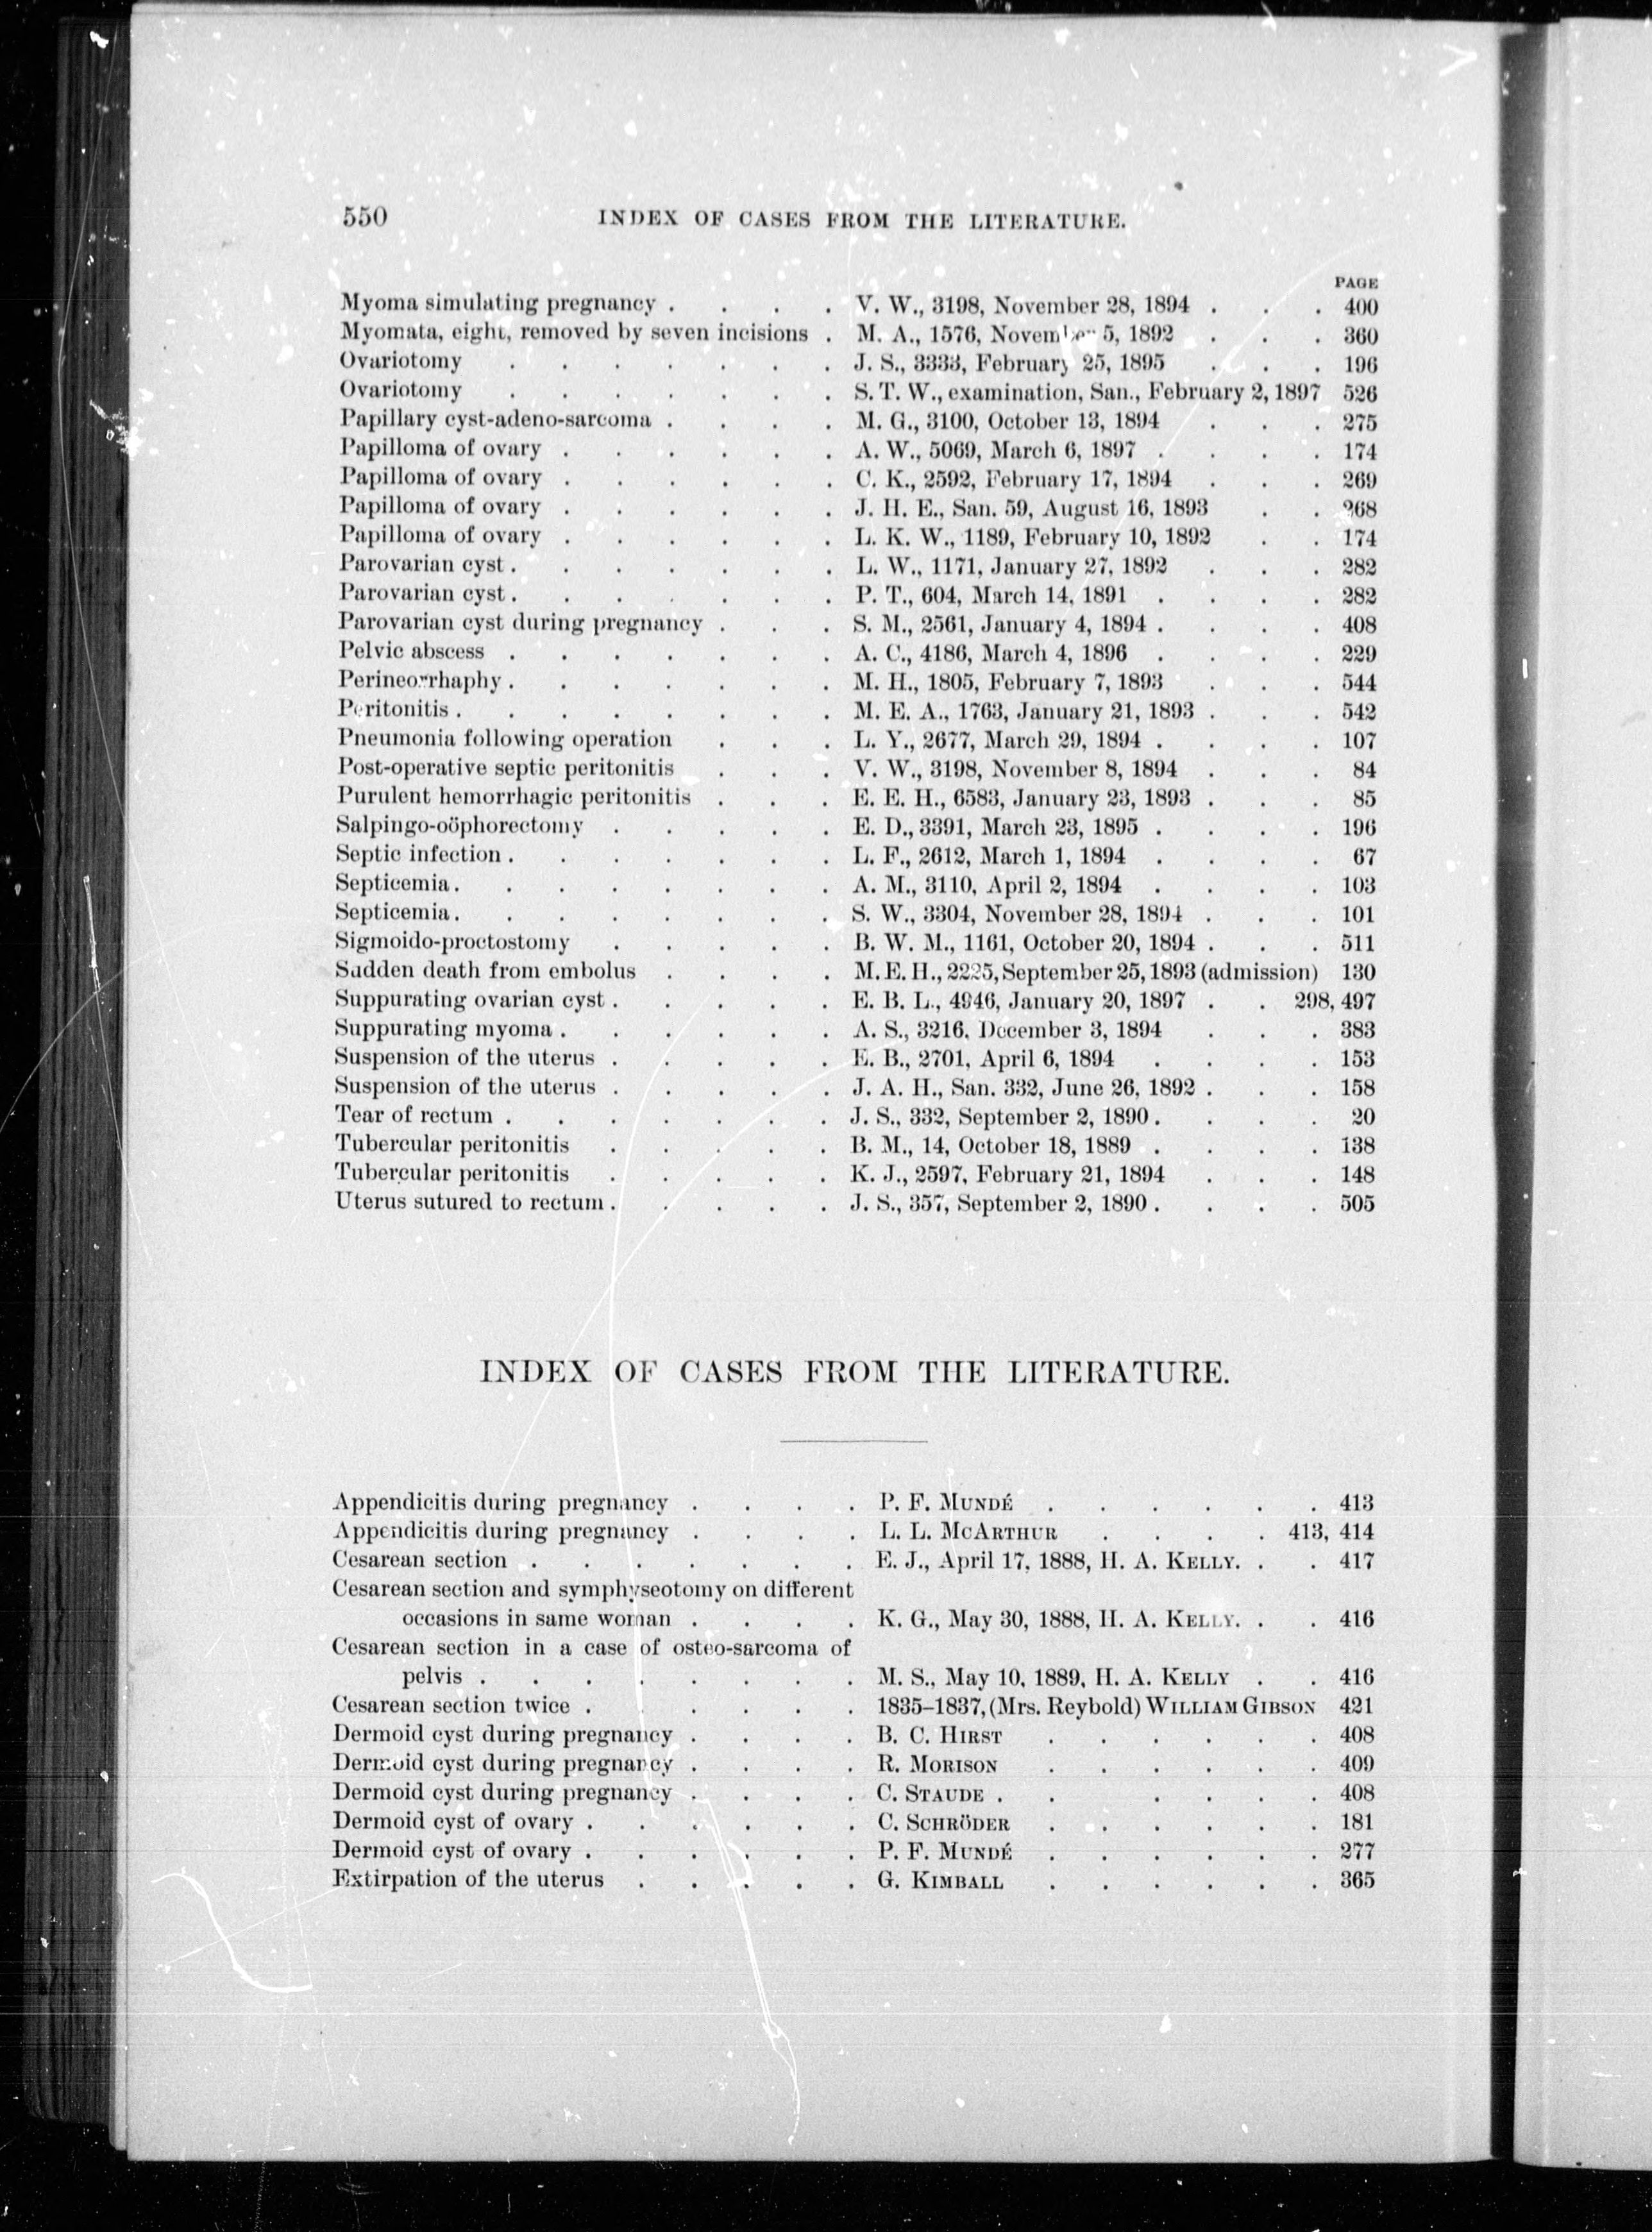 550 INDEX OF CASES FROM THE LITERATURE.
PAGE
Myoma simulating pregnancy . . . . V. W., 3198, November 28, 1894 . . . 400
Myomata, eight, removed by seven incisions . M. A., 1576, November 5, 1892 . . . 360
Ovariotomy . . . . . . . J. S., 3333, February 25, 1895 . . . 196
Ovariotomy . . . . . . . S. T. W., examination, San., February 2, 1897 526
Papillary cyst-adeno-sarcoma . . . . M. G., 3100, October 13, 1894 . . . 275
Papilloma of ovary . . . . . . A. W., 5069, March 6, 1897 . . . . 174
Papilloma of ovary . . . . . . C. K., 2592, February 17, 1894 . . . 269
Papilloma of ovary . . . . . . J. H. E., San. 59, August 16, 1893 . . 268
Papilloma of ovary . . . . . . L. K. W., 1189, February 10, 1892 . . 174
Parovarian cyst . . . . . . . L. W., 1171, January 27, 1892 . . . 282
Parovarian cyst . . . . . . . P. T., 604, March 14, 1891 . . . . 282
Parovarian cyst during pregnancy . . . S. M., 2561, January 4, 1894 . . . . 408
Pelvic abscess . . . . . . . A. C., 4186, March 4, 1896 . . . . 229
Perineorrhaphy . . . . . . . M. H., 1805, February 7, 1893 . . . 544
Peritonitis . . . . . . . . M. E. A., 1763, January 21, 1893 . . . 542
Pneumonia following operation . . . L. Y., 2677, March 29, 1894 . . . . 107
Post-operative septic peritonitis . . . V. W., 3198, November 8, 1894 . . . 84
Purulent hemorrhagic peritonitis . . . E. E. H., 6583, January 23, 1893 . . . 85
Salpingo-oöphorectomy . . . . . E. D., 3391, March 23, 1895 . . . . 196
Septic infection . . . . . . . L. F., 2612, March 1, 1894 . . . . 67
Septicemia . . . . . . . . A. M., 3110, April 2, 1894 . . . . 103
Septicemia . . . . . . . . S. W., 3304, November 28, 1894 . . . 101
Sigmoido-proctostomy . . . . . B. W. M., 1161, October 20, 1894 . . . 511
Sudden death from embolus . . . . M. E. H., 2225, September 25, 1893 (admission) 130
Suppurating ovarian cyst . . . . . E. B. L., 4946, January 20, 1897 . . 298, 497
Suppurating myoma . . . . . . A. S., 3216, December 3, 1894 . . . 383
Suspension of the uterus . . . . . E. B., 2701, April 6, 1894 . . . . 153
Suspension of the uterus . . . . . J. A. H., San. 332, June 26, 1892 . . . 158
Tear of rectum . . . . . . . J. S., 332, September 2, 1890 . . . . 20
Tubercular peritonitis . . . . . B. M., 14, October 18, 1889 . . . . 138
Tubercular peritonitis . . . . . K. J., 2597, February 21, 1894 . . . 148
Uterus sutured to rectum . . . . . J. S., 357, September 2, 1890 . . . . 505
INDEX OF CASES FROM THE LITERATURE.
Appendicitis during pregnancy . . . . P. F. MUNDÉ . . . . . . 413
Appendicitis during pregnancy . . . . L. L. MCARTHUR . . . . 413, 414
Cesarean section . . . . . . . E. J., April 17, 1888, H. A. KELLY. . . 417
Cesarean section and symphyseotomy on different
occasions in same woman . . . . K. G., May 30, 1888, H. A. KELLY. . . 416
Cesarean section in a case of osteo-sarcoma of
pelvis . . . . . . . . M. S., May 10, 1889, H. A. KELLY . . 416
Cesarean section twice . . . . . . 1835–1837, (Mrs. Reybold) WILLIAM GIBSON 421
Dermoid cyst during pregnancy . . . . B. C. HIRST . . . . . . 408
Dermoid cyst during pregnancy . . . . R. MORISON . . . . . . 409
Dermoid cyst during pregnancy . . . . C. STAUDE . . . . . . 408
Dermoid cyst of ovary . . . . . . C. SCHRÖDER . . . . . . 181
Dermoid cyst of ovary . . . . . . P. F. MUNDÉ . . . . . . 277
Extirpation of the uterus . . . . . G. KIMBALL . . . . . . 365